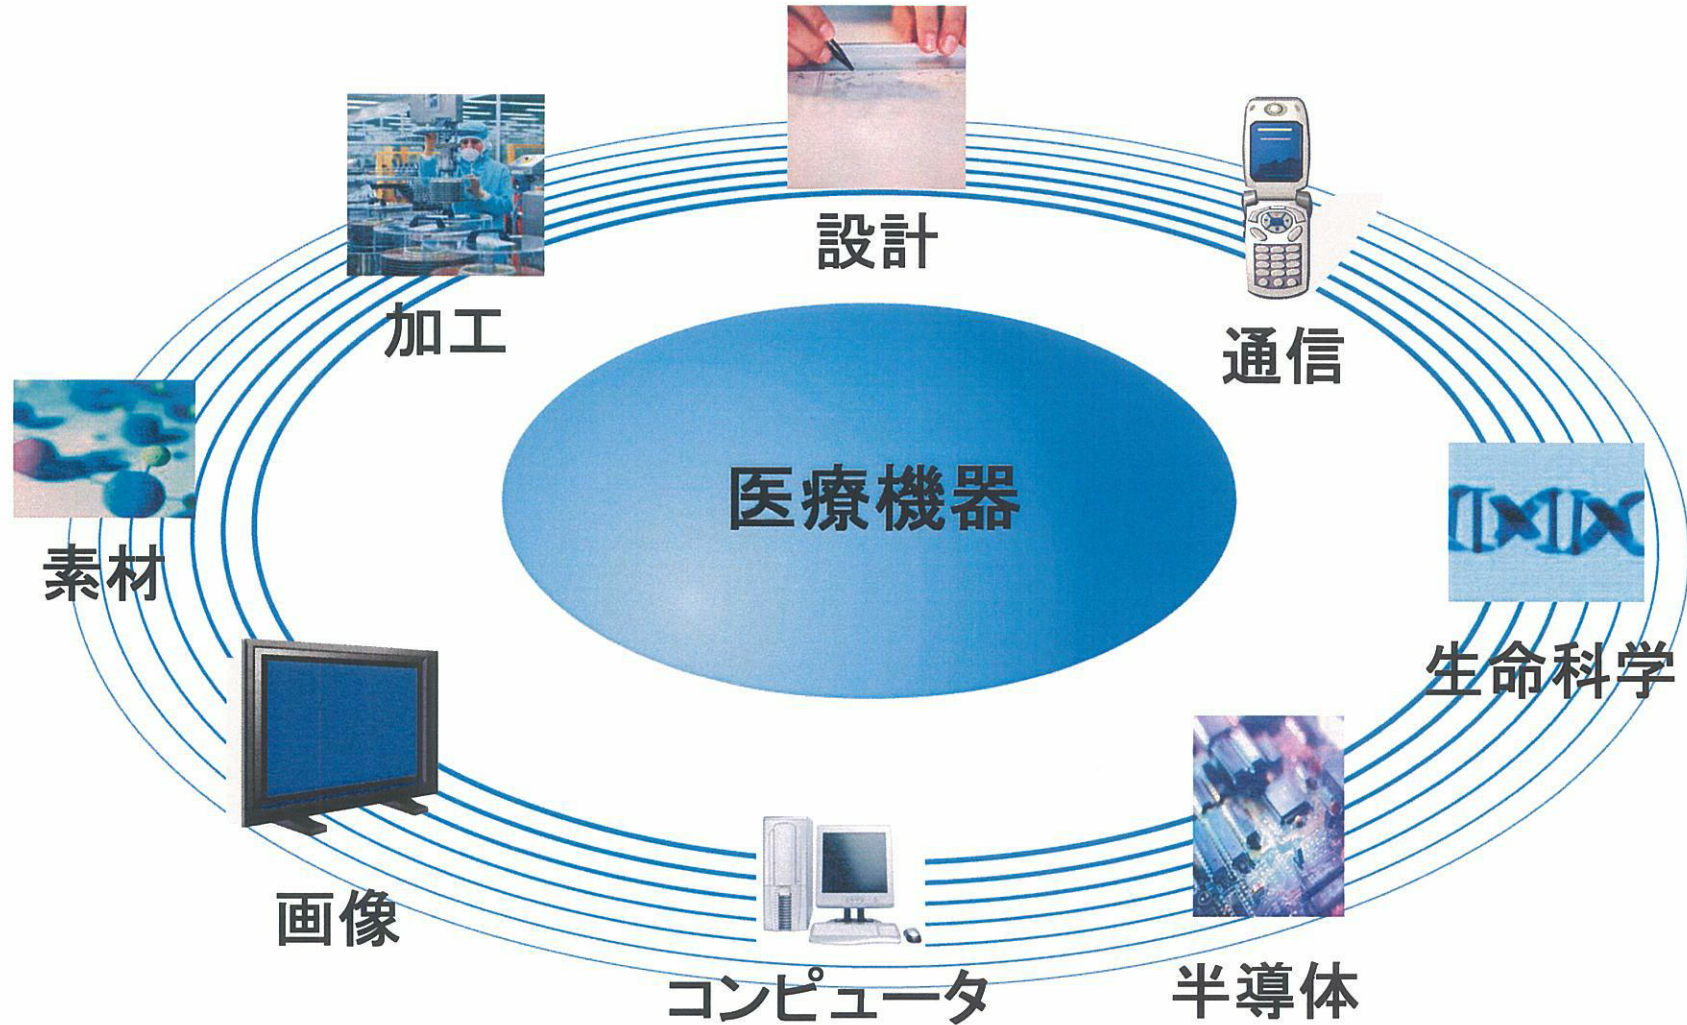 設計
加工
通信
医療機器
素材
生命科学
画像
コンピュータ
半導体